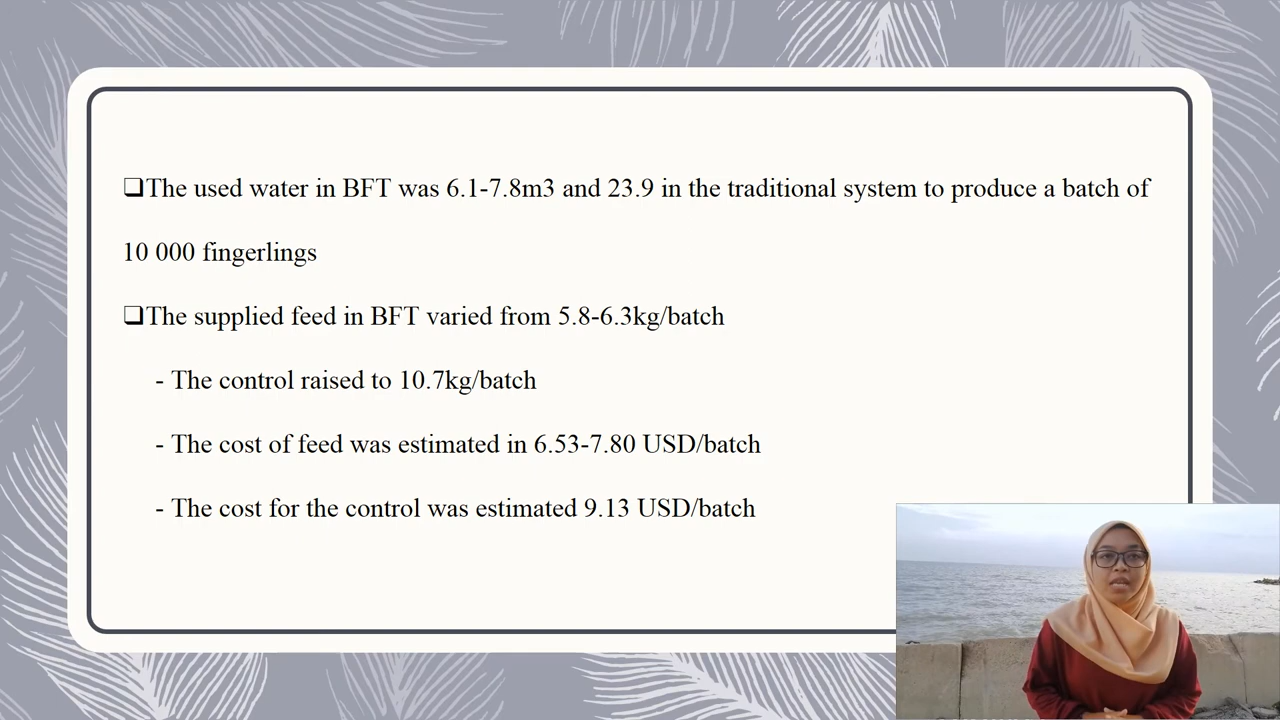 ❑The used water in BFT was 6.1-7.8m3 and 23.9 in the traditional system to produce a batch of
10 000 fingerlings
❑The supplied feed in BFT varied from 5.8-6.3kg/batch
- The control raised to 10.7kg/batch
- The cost of feed was estimated in 6.53-7.80 USD/batch
- The cost for the control was estimated 9.13 USD/batch